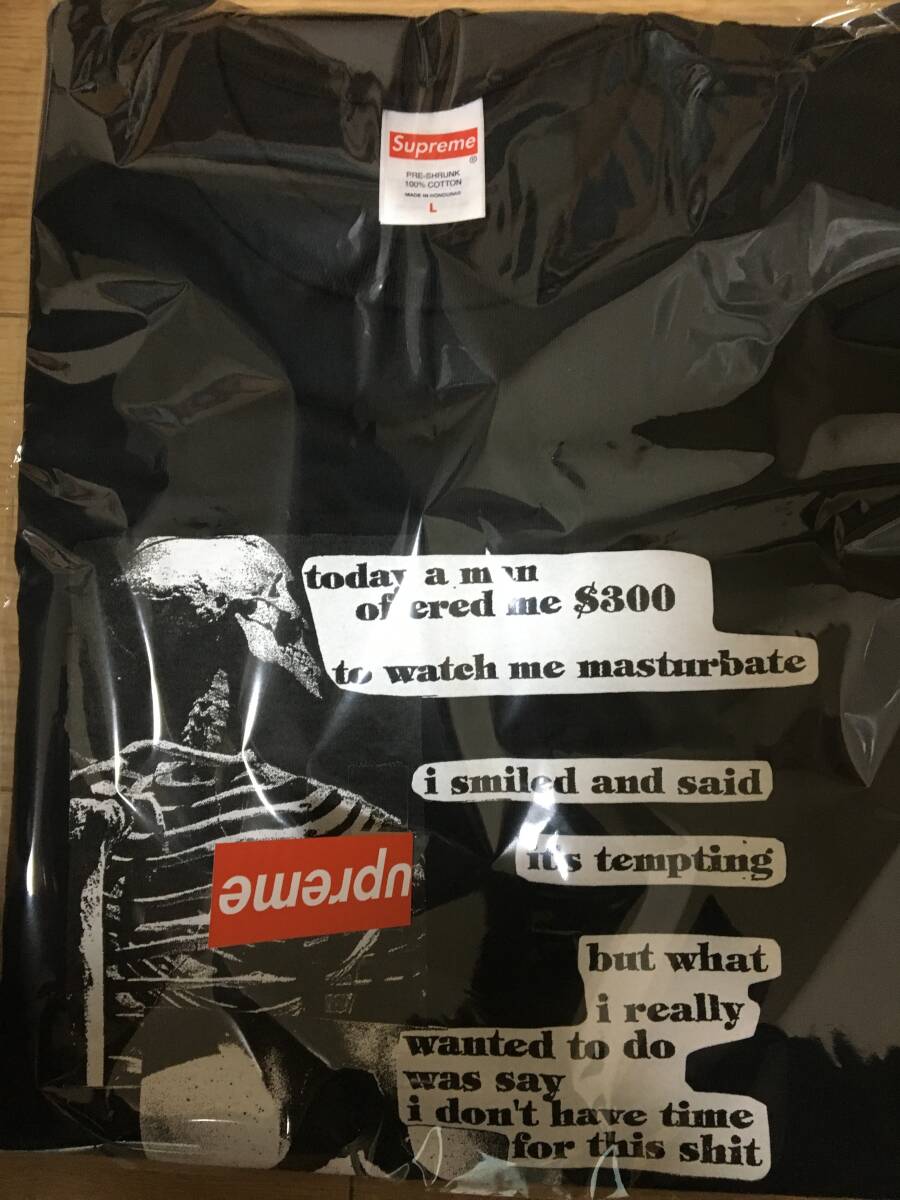 Supreme
®
PRE-SHRUNK
100% COTTON
MADE IN HONDURAS
L
today a man
offered me $300
to watch me masturbate
i smiled and said
it's tempting
upreme
but what
i really
wanted to do
was say
i don't have time
for this shit